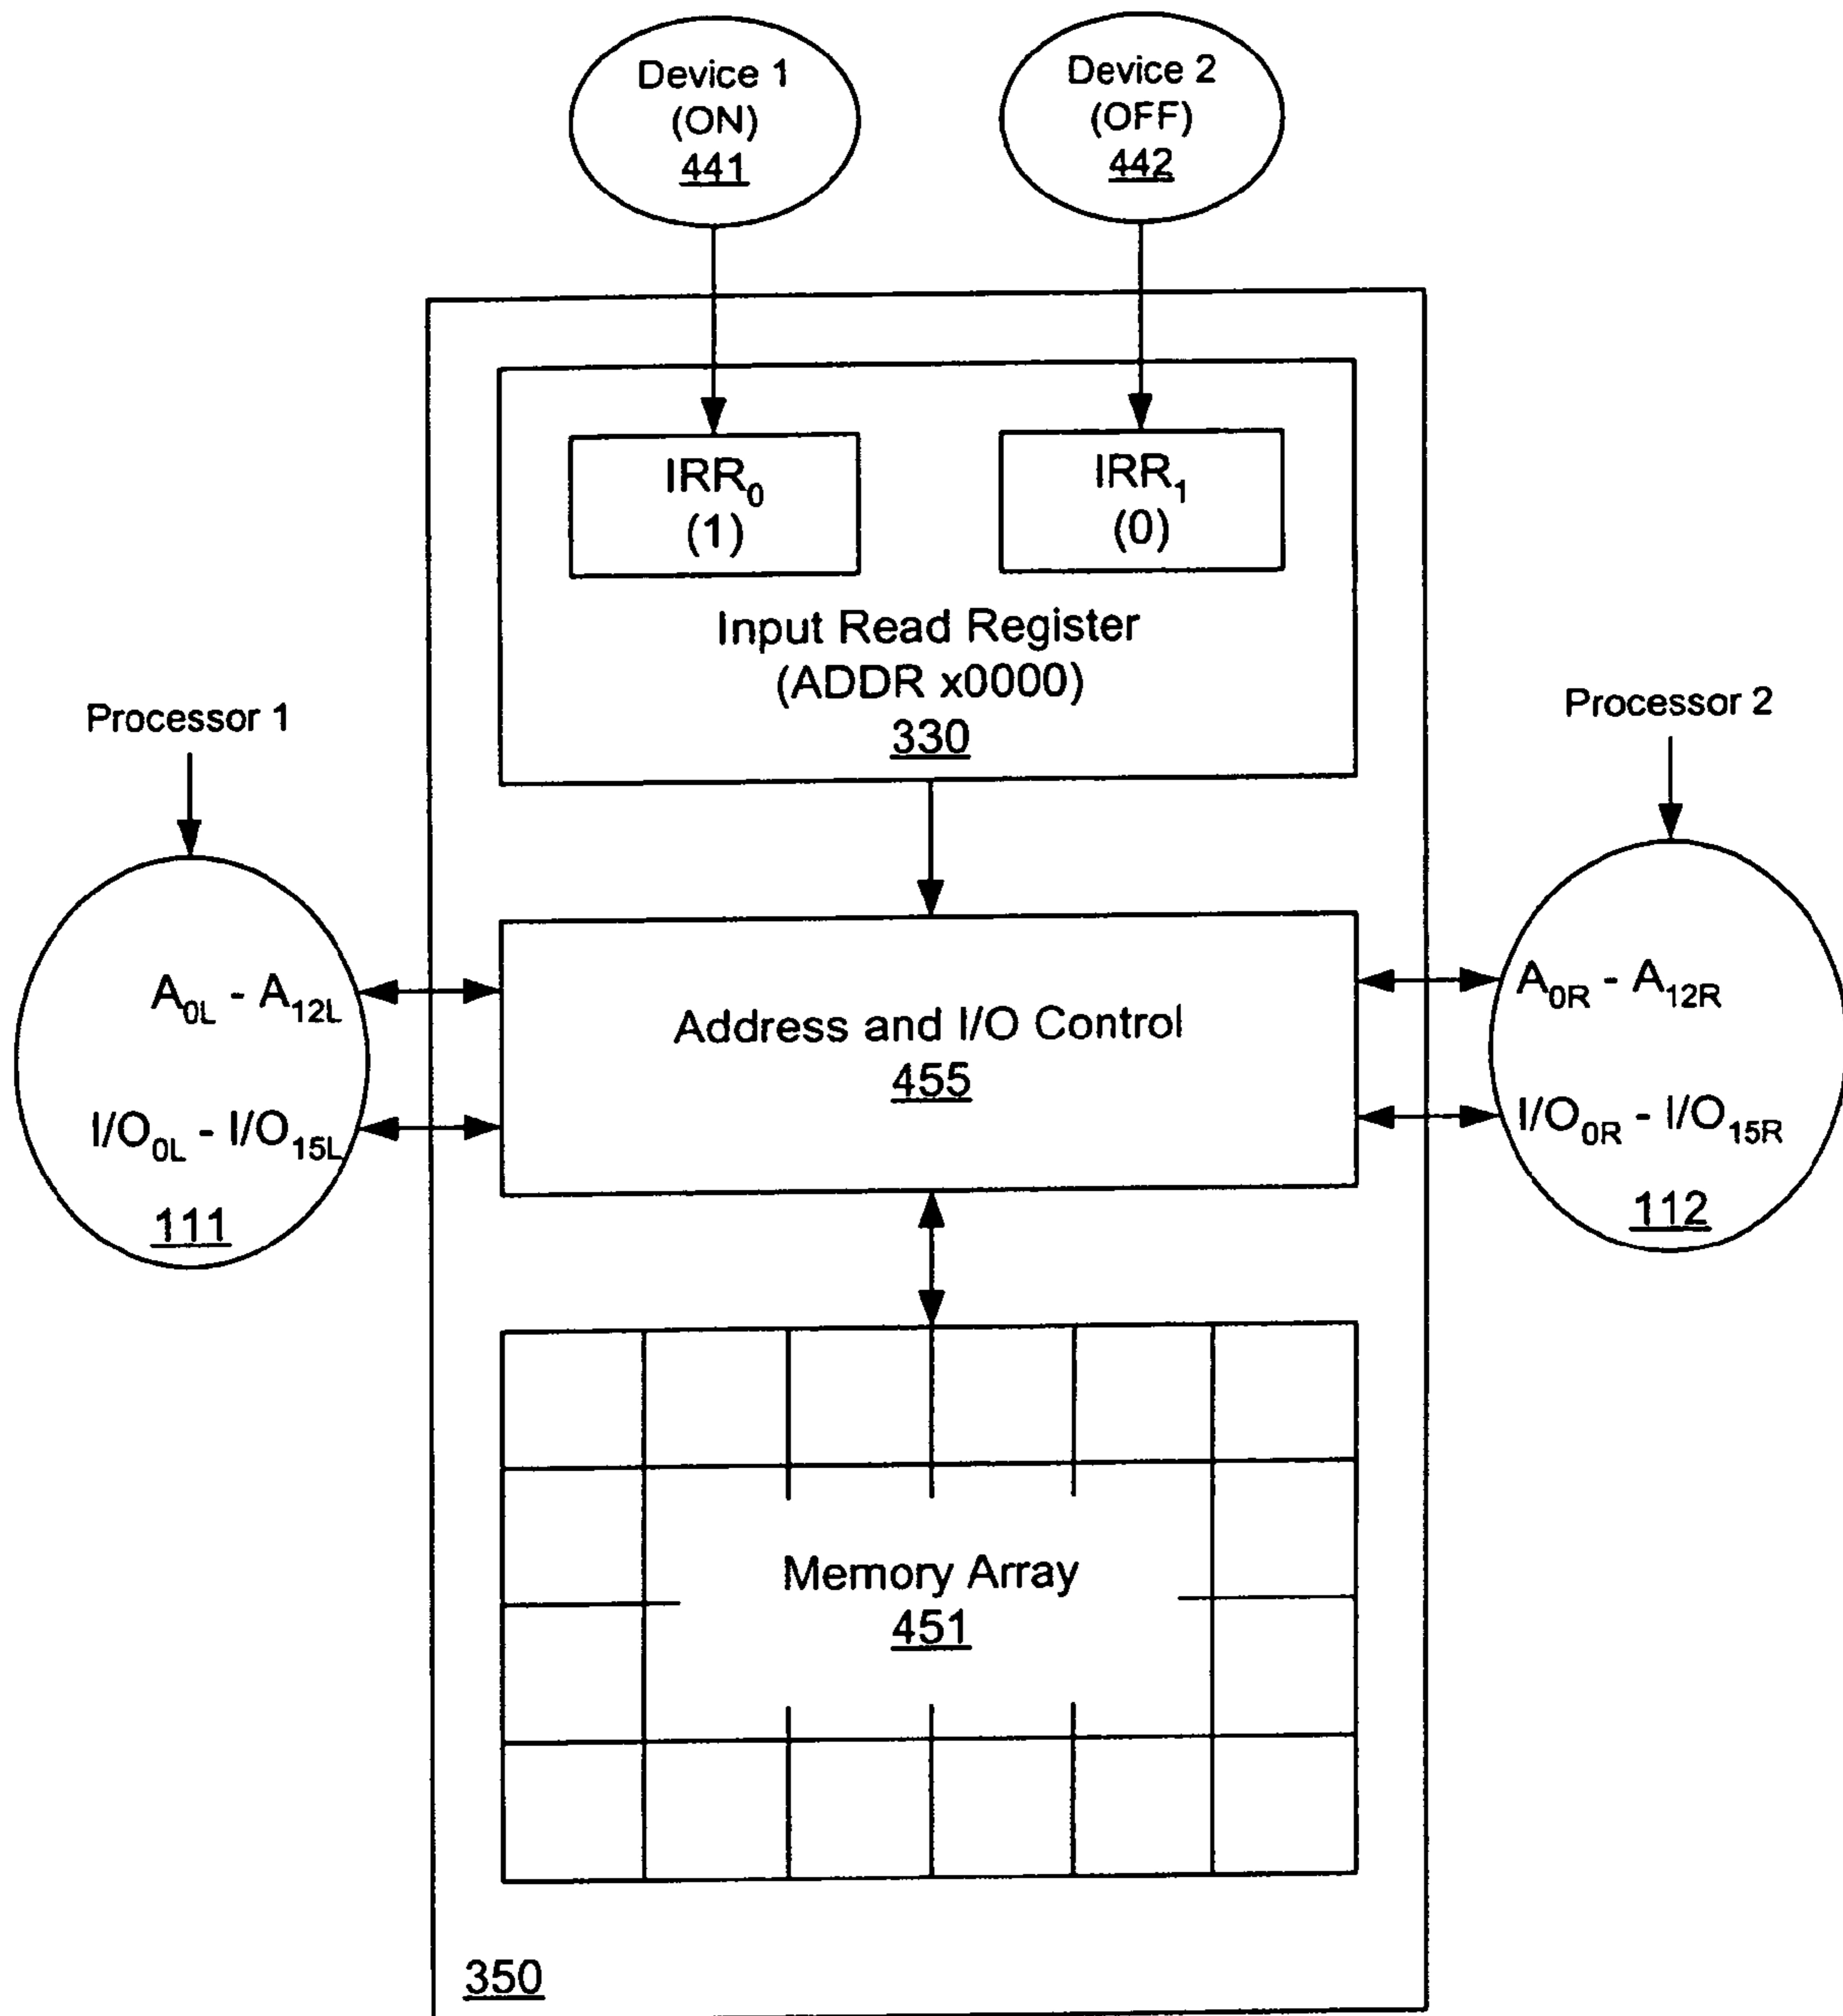 Device 1
(ON)
441
Device 2
(OFF)
442
IRR₀
(1)
IRR₁
(0)
Input Read Register
(ADDR x0000)
330
Processor 1
Processor 2
A₀L - A₁₂L
I/O₀L - I/O₁₅L
111
Address and I/O Control
455
A₀R - A₁₂R
I/O₀R - I/O₁₅R
112
Memory Array
451
350